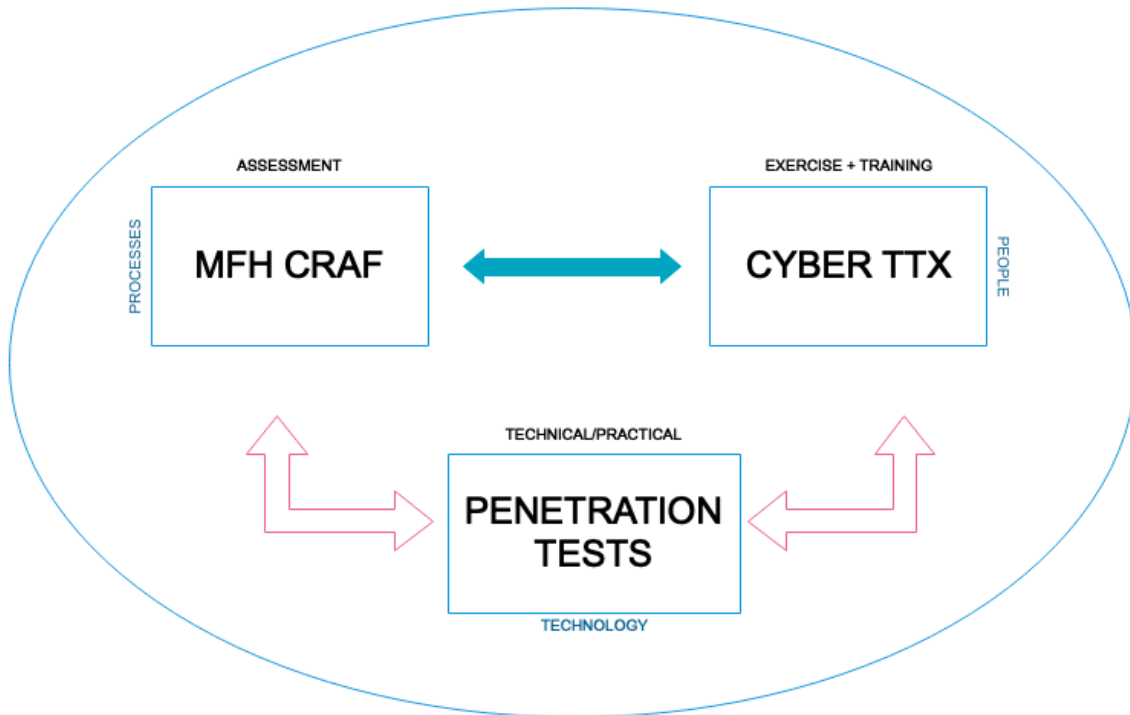 ASSESSMENT
EXERCISE + TRAINING
PROCESSES
MFH CRAF
CYBER TTX
PEOPLE
TECHNICAL/PRACTICAL
PENETRATION
TESTS
TECHNOLOGY